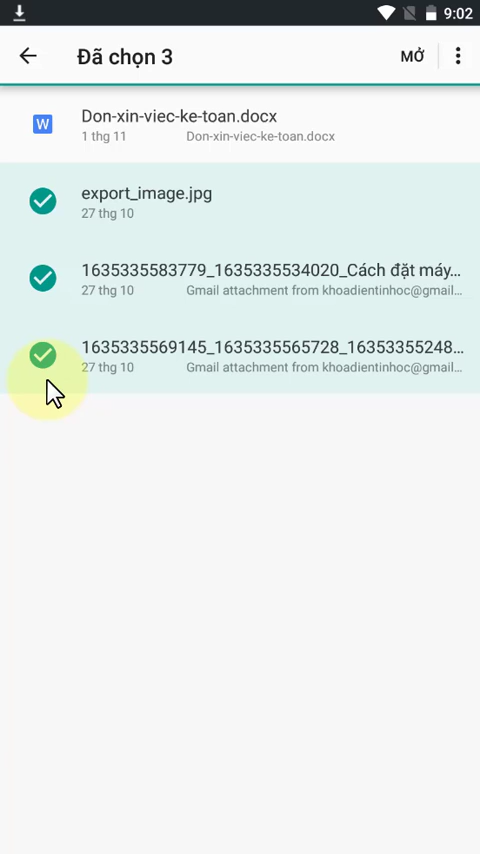 9:02
Đã chọn 3
MỞ
W
Don-xin-viec-ke-toan.docx
1 thg 11 Don-xin-viec-ke-toan.docx
export_image.jpg
27 thg 10
1635335583779_1635335534020_Cách đặt máy...
27 thg 10 Gmail attachment from khoadientinhoc@gmail...
1635335569145_1635335565728_16353355248...
27 thg 10 Gmail attachment from khoadientinhoc@gmail...